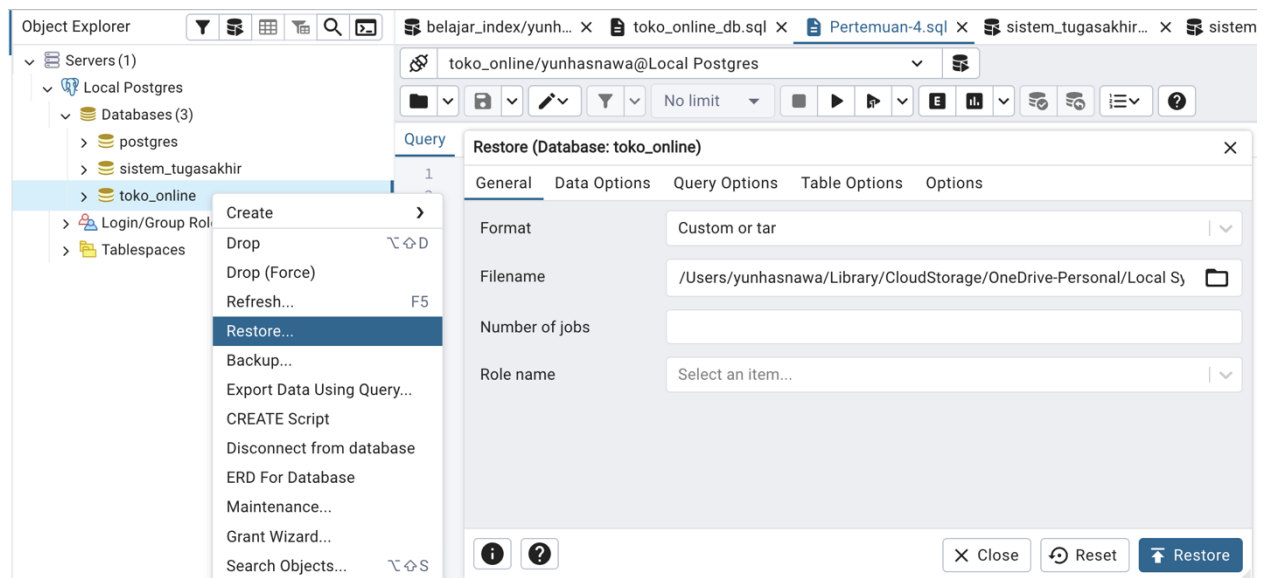 Object Explorer
belajar_index/yunh...
toko_online_db.sql
Pertemuan-4.sql
sistem_tugasakhir...
sistem
Servers (1)
Local Postgres
Databases (3)
postgres
sistem_tugasakhir
toko_online
Login/Group Rol
Tablespaces
toko_online/yunhasnawa@Local Postgres
No limit
Query
1
Create
Drop ⌥⇧D
Drop (Force)
Refresh... F5
Restore...
Backup...
Export Data Using Query...
CREATE Script
Disconnect from database
ERD For Database
Maintenance...
Grant Wizard...
Search Objects... ⌥⇧S
Restore (Database: toko_online)
General Data Options Query Options Table Options Options
Format Custom or tar
Filename /Users/yunhasnawa/Library/CloudStorage/OneDrive-Personal/Local Sy
Number of jobs
Role name Select an item...
Close Reset Restore